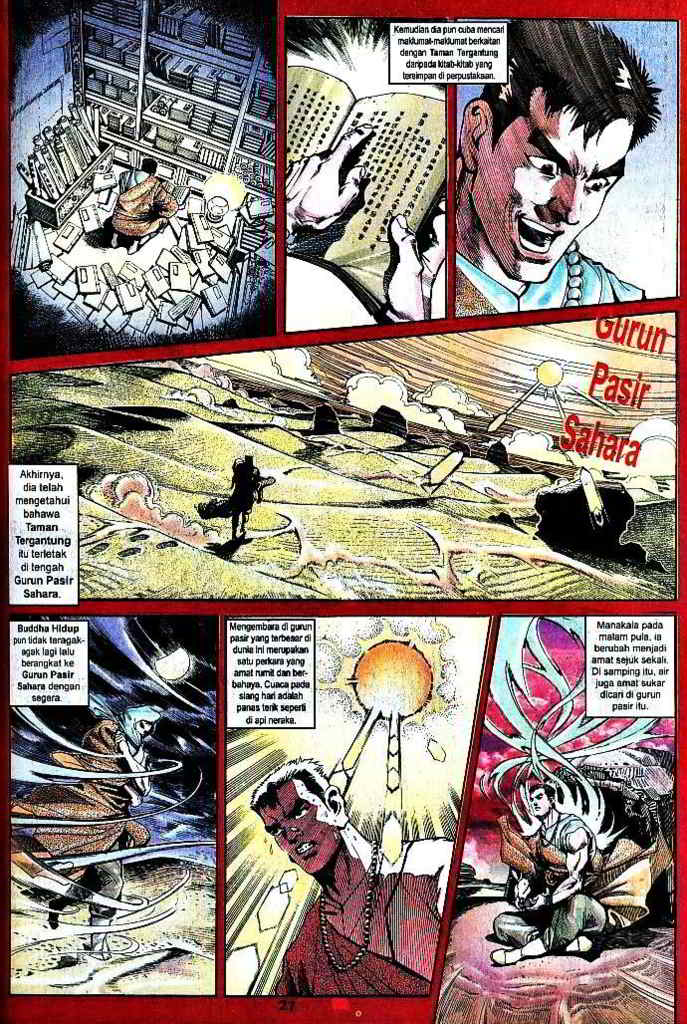 Kemudian dia pun cuba mencari
maklumat-maklumat berkaitan
dengan Taman Tergantung
daripada kitab-kitab yang
tersimpan di perpustakaan.
Gurun
Pasir
Sahara
Akhirnya,
dia telah
mengetahui
bahawa
Taman
Tergantung
itu terletak
di tengah
Gurun Pasir
Sahara.
Buddha Hidup
pun tidak teragak-
agak lagi lalu
berangkat ke
Gurun Pasir
Sahara dengan
segera.
Mengembara di gurun
pasir yang terbesar di
dunia ini merupakan
satu perkara yang
amat rumit dan ber-
bahaya. Cuaca pada
siang hari adalah
panas terik seperti
di api neraka.
Manakala pada
malam pula, ia
berubah menjadi
amat sejuk sekali.
Di samping itu, air
juga amat sukar
dicari di gurun
pasir itu.
27